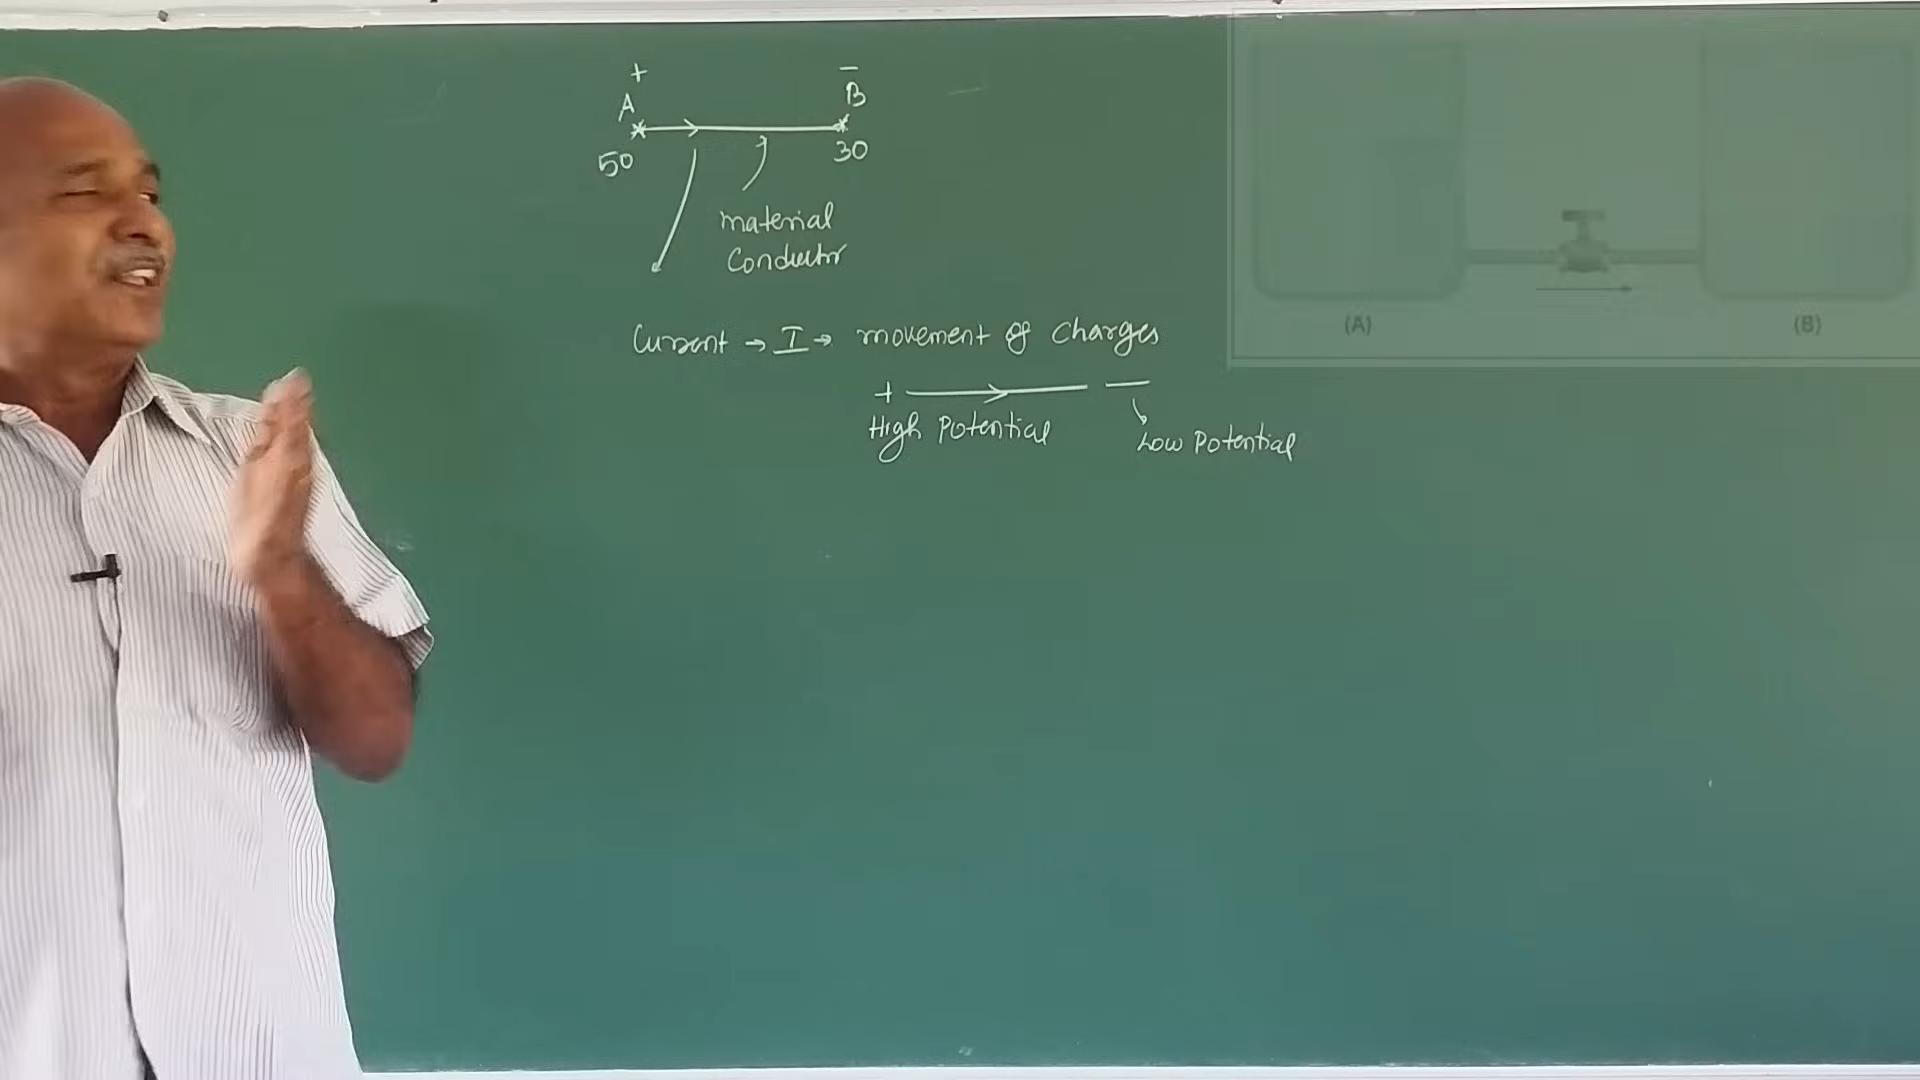 + −
A B
50 30
material
Conductor
Current → I → movement of charges
+ −
High Potential
Low Potential
(A) (B)